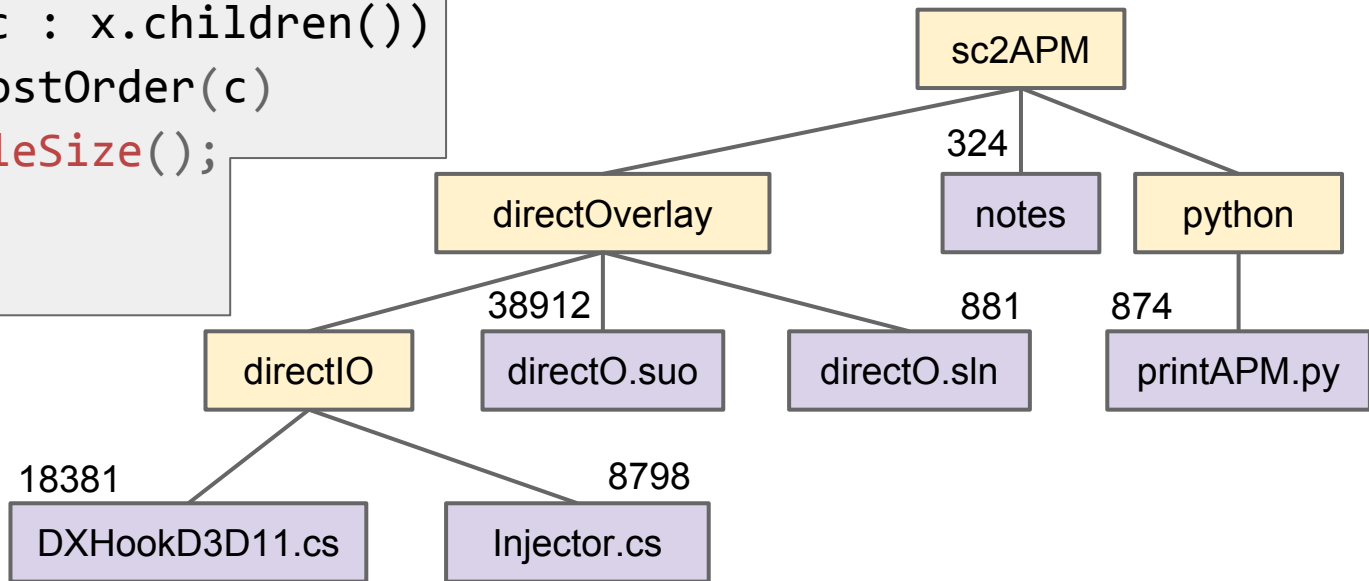 c : x.children())
ostOrder(c)
leSize();
sc2APM
324
directOverlay
notes
python
38912
881
874
directIO
directO.suo
directO.sln
printAPM.py
18381
8798
DXHookD3D11.cs
Injector.cs